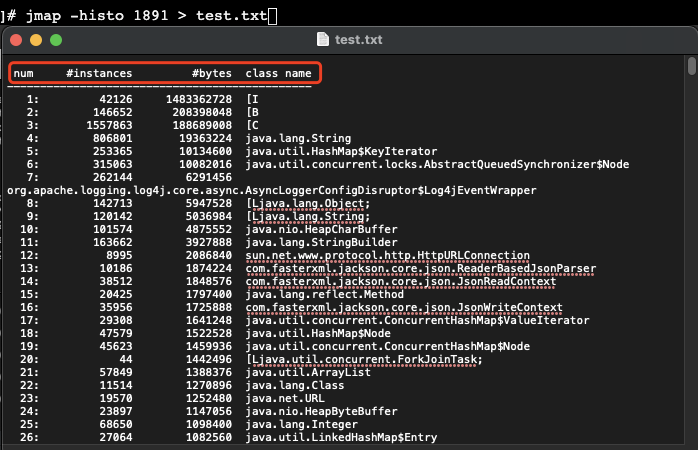 ]# jmap -histo 1891 > test.txt
test.txt
num #instances #bytes class name
----------------------------------------------
1: 42126 1483362728 [I
2: 146652 208398048 [B
3: 1557863 188689008 [C
4: 806801 19363224 java.lang.String
5: 253365 10134600 java.util.HashMap$KeyIterator
6: 315063 10082016 java.util.concurrent.locks.AbstractQueuedSynchronizer$Node
7: 262144 6291456
org.apache.logging.log4j.core.async.AsyncLoggerConfigDisruptor$Log4jEventWrapper
8: 142713 5947528 [Ljava.lang.Object;
9: 120142 5036984 [Ljava.lang.String;
10: 101574 4875552 java.nio.HeapCharBuffer
11: 163662 3927888 java.lang.StringBuilder
12: 8995 2086840 sun.net.www.protocol.http.HttpURLConnection
13: 10186 1874224 com.fasterxml.jackson.core.json.ReaderBasedJsonParser
14: 38512 1848576 com.fasterxml.jackson.core.json.JsonReadContext
15: 20425 1797400 java.lang.reflect.Method
16: 35956 1725888 com.fasterxml.jackson.core.json.JsonWriteContext
17: 29308 1641248 java.util.concurrent.ConcurrentHashMap$ValueIterator
18: 47579 1522528 java.util.HashMap$Node
19: 45623 1459936 java.util.concurrent.ConcurrentHashMap$Node
20: 44 1442496 [Ljava.util.concurrent.ForkJoinTask;
21: 57849 1388376 java.util.ArrayList
22: 11514 1270896 java.lang.Class
23: 19570 1252480 java.net.URL
24: 23897 1147056 java.nio.HeapByteBuffer
25: 68650 1098400 java.lang.Integer
26: 27064 1082560 java.util.LinkedHashMap$Entry